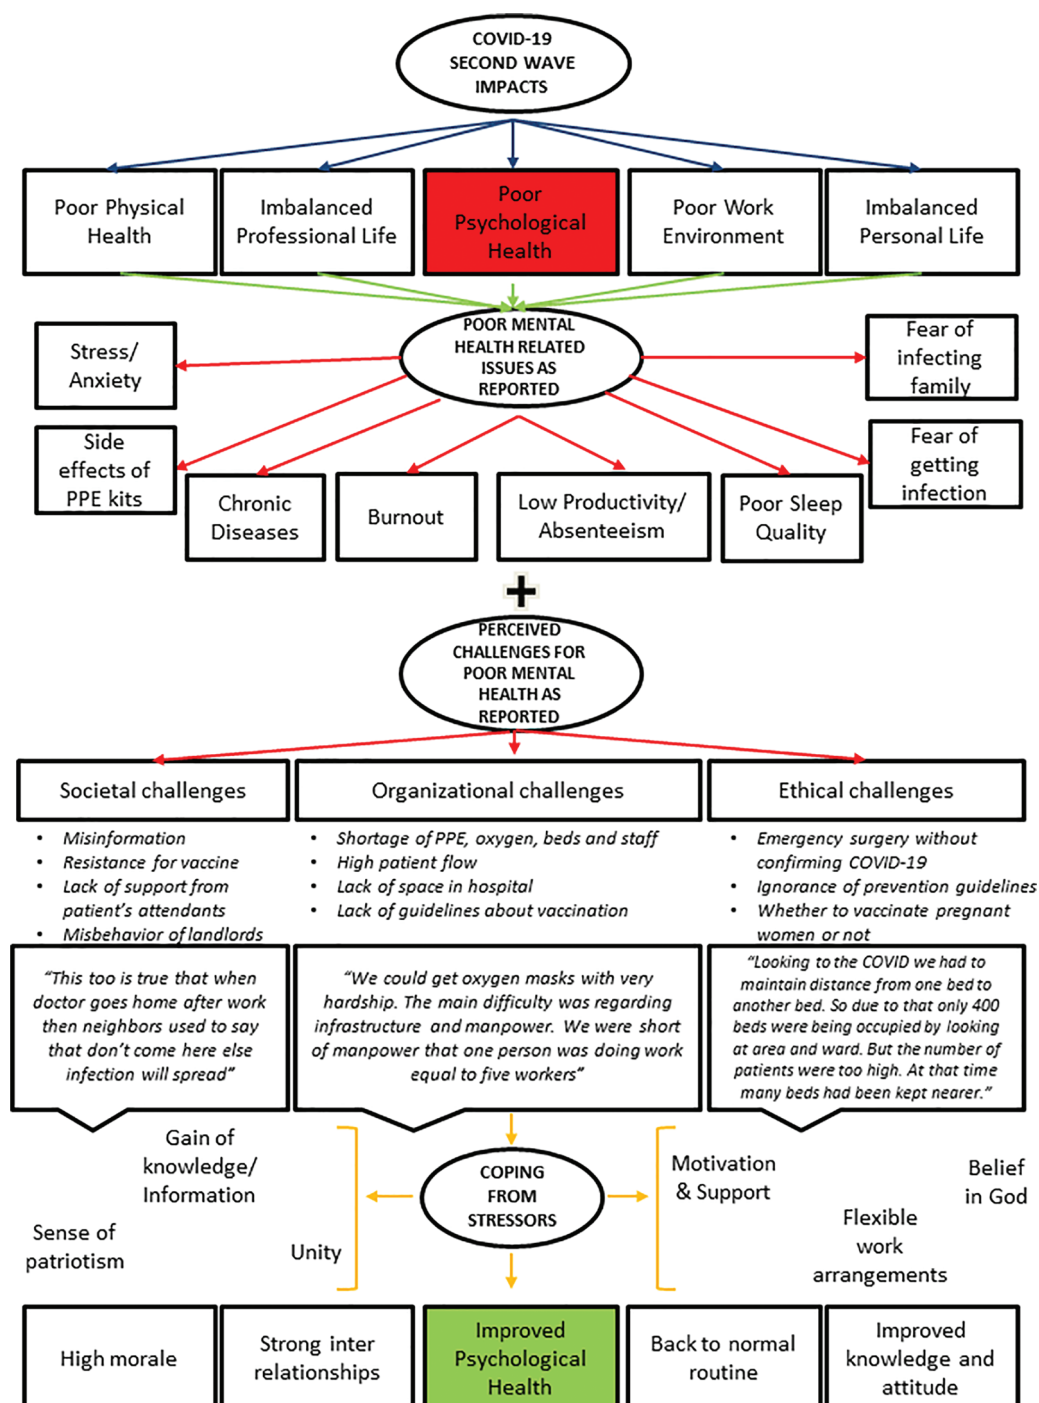 COVID-19
SECOND WAVE
IMPACTS
Poor Physical
Health
Imbalanced
Professional Life
Poor
Psychological
Health
Poor Work
Environment
Imbalanced
Personal Life
POOR MENTAL
HEALTH RELATED
ISSUES AS
REPORTED
Stress/
Anxiety
Fear of
infecting
family
Side
effects of
PPE kits
Fear of
getting
infection
Chronic
Diseases
Burnout
Low Productivity/
Absenteeism
Poor Sleep
Quality
+
PERCEIVED
CHALLENGES FOR
POOR MENTAL
HEALTH AS
REPORTED
Societal challenges
Organizational challenges
Ethical challenges
• Misinformation
• Resistance for vaccine
• Lack of support from
patient's attendants
• Misbehavior of landlords
• Shortage of PPE, oxygen, beds and staff
• High patient flow
• Lack of space in hospital
• Lack of guidelines about vaccination
• Emergency surgery without
confirming COVID-19
• Ignorance of prevention guidelines
• Whether to vaccinate pregnant
women or not
"This too is true that when
doctor goes home after work
then neighbors used to say
that don't come here else
infection will spread"
"We could get oxygen masks with very
hardship. The main difficulty was regarding
infrastructure and manpower. We were short
of manpower that one person was doing work
equal to five workers"
"Looking to the COVID we had to
maintain distance from one bed to
another bed. So due to that only 400
beds were being occupied by looking
at area and ward. But the number of
patients were too high. At that time
many beds had been kept nearer."
Gain of
knowledge/
Information
Sense of
patriotism
Unity
COPING
FROM
STRESSORS
Motivation
& Support
Belief
in God
Flexible
work
arrangements
High morale
Strong inter
relationships
Improved
Psychological
Health
Back to normal
routine
Improved
knowledge and
attitude